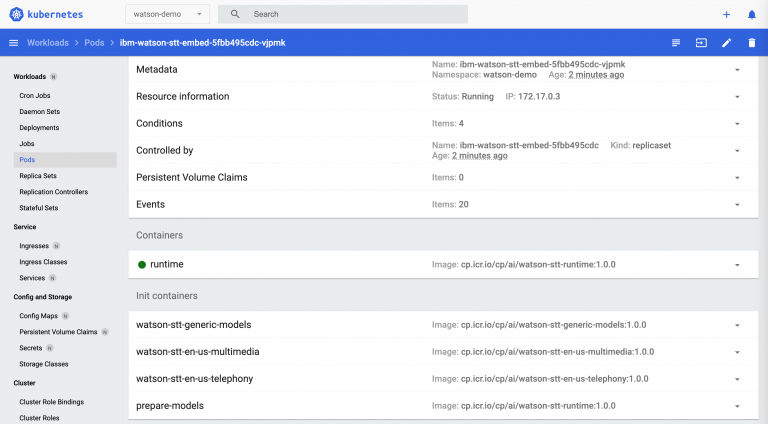 kubernetes
watson-demo
Search
Workloads > Pods > ibm-watson-stt-embed-5fbb495cdc-vjpmk
Workloads N
Cron Jobs
Daemon Sets
Deployments
Jobs
Pods
Replica Sets
Replication Controllers
Stateful Sets
Service
Ingresses N
Ingress Classes
Services N
Config and Storage
Config Maps N
Persistent Volume Claims N
Secrets N
Storage Classes
Cluster
Cluster Role Bindings
Cluster Roles
Metadata
Name: ibm-watson-stt-embed-5fbb495cdc-vjpmk
Namespace: watson-demo Age: 2 minutes ago
Resource information
Status: Running IP: 172.17.0.3
Conditions
Items: 4
Controlled by
Name: ibm-watson-stt-embed-5fbb495cdc Kind: replicaset
Age: 2 minutes ago
Persistent Volume Claims
Items: 0
Events
Items: 20
Containers
runtime
Image: cp.icr.io/cp/ai/watson-stt-runtime:1.0.0
Init containers
watson-stt-generic-models
Image: cp.icr.io/cp/ai/watson-stt-generic-models:1.0.0
watson-stt-en-us-multimedia
Image: cp.icr.io/cp/ai/watson-stt-en-us-multimedia:1.0.0
watson-stt-en-us-telephony
Image: cp.icr.io/cp/ai/watson-stt-en-us-telephony:1.0.0
prepare-models
Image: cp.icr.io/cp/ai/watson-stt-runtime:1.0.0